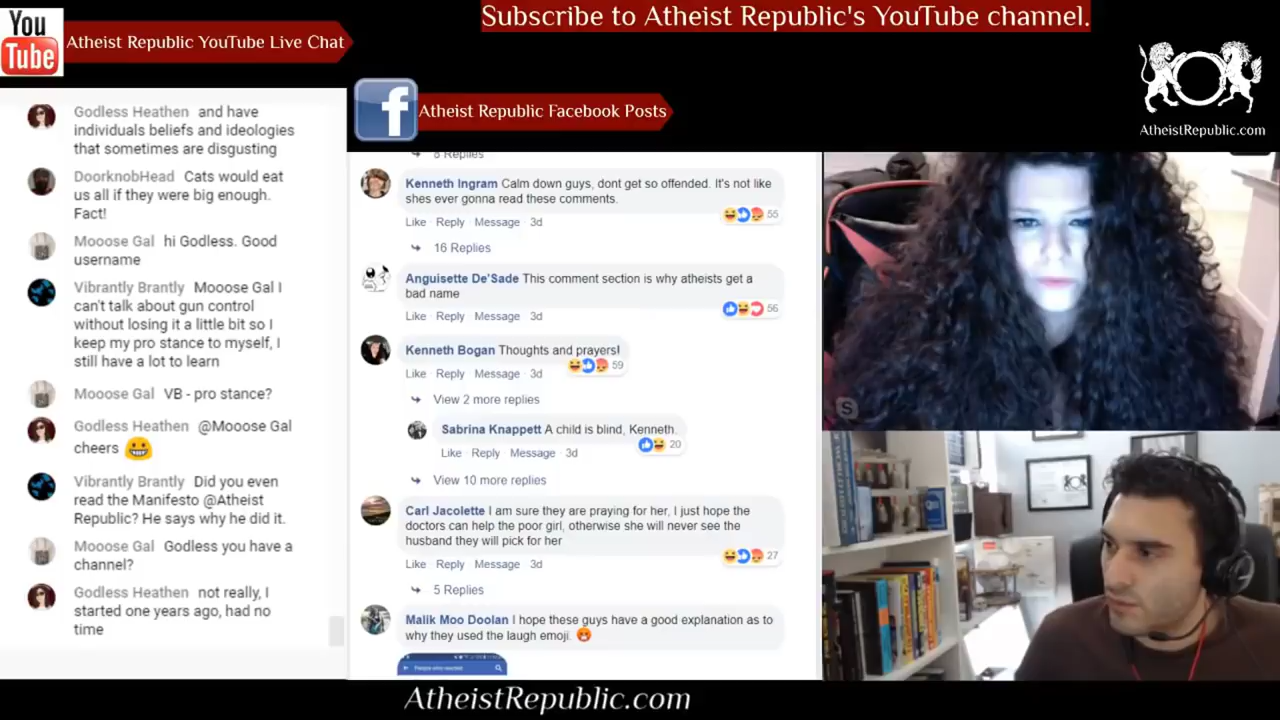 Subscribe to Atheist Republic's YouTube channel.
You
Tube
Atheist Republic YouTube Live Chat
AtheistRepublic.com
f
Atheist Republic Facebook Posts
Godless Heathen and have
individuals beliefs and ideologies
that sometimes are disgusting
DoorknobHead Cats would eat
us all if they were big enough.
Fact!
Mooose Gal hi Godless. Good
username
Vibrantly Brantly Mooose Gal I
can't talk about gun control
without losing it a little bit so I
keep my pro stance to myself, I
still have a lot to learn
Mooose Gal VB - pro stance?
Godless Heathen @Mooose Gal
cheers 😀
Vibrantly Brantly Did you even
read the Manifesto @Atheist
Republic? He says why he did it.
Mooose Gal Godless you have a
channel?
Godless Heathen not really, I
started one years ago, had no
time
8 Replies
Kenneth Ingram Calm down guys, dont get so offended. It's not like
shes ever gonna read these comments.
55
Like · Reply · Message · 3d
16 Replies
Anguisette De'Sade This comment section is why atheists get a
bad name
56
Like · Reply · Message · 3d
Kenneth Bogan Thoughts and prayers!
59
Like · Reply · Message · 3d
View 2 more replies
Sabrina Knappett A child is blind, Kenneth.
20
Like · Reply · Message · 3d
View 10 more replies
Carl Jacolette I am sure they are praying for her, I just hope the
doctors can help the poor girl, otherwise she will never see the
husband they will pick for her
27
Like · Reply · Message · 3d
5 Replies
Malik Moo Doolan I hope these guys have a good explanation as to
why they used the laugh emoji. 😡
People who reacted
AtheistRepublic.com